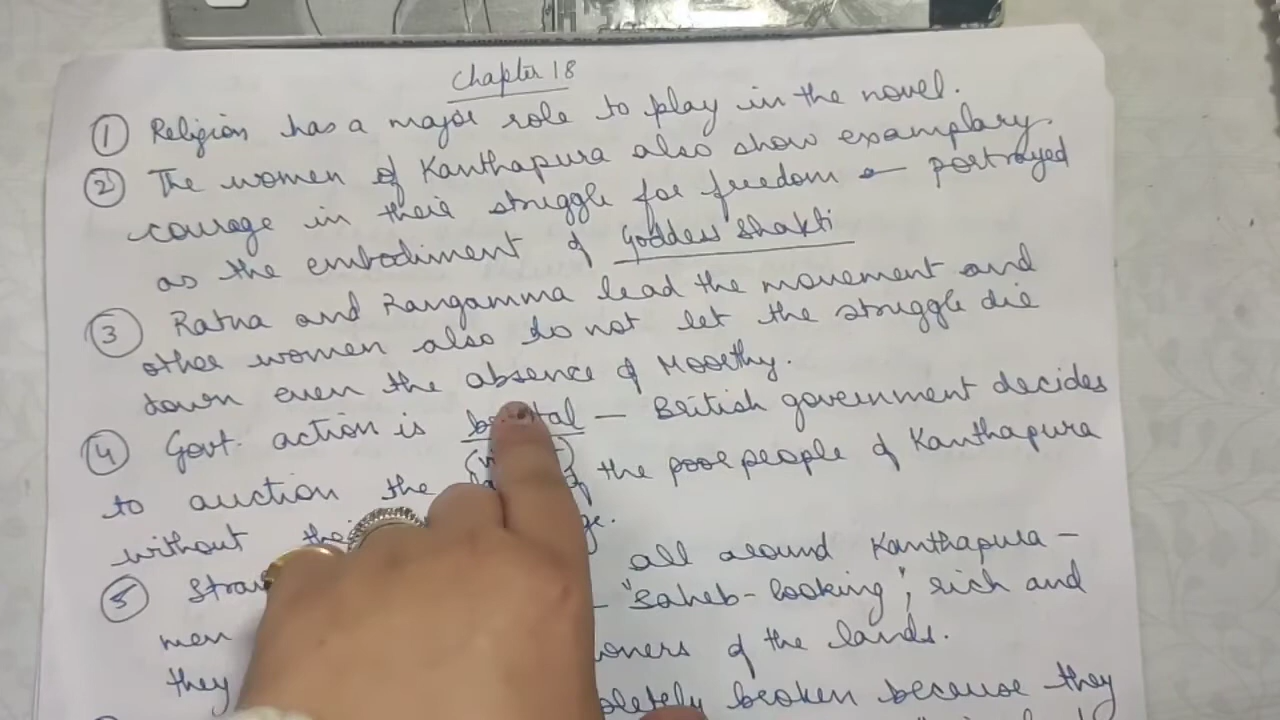 Chapter 18
① Religion has a major role to play in the novel.
② The women of Kanthapura also show examplary
courage in their struggle for freedom — portrayed
as the embodiment of Goddess Shakti
③ Ratna and Rangamma lead the movement and
other women also do not let the struggle die
down even the absence of Moorthy.
④ Govt. action is — British government decides
to auction the the poor people of Kanthapura
without
⑤ all around Kanthapura -
men - "Saheb-looking", rich and
they of the lands.
broken because they